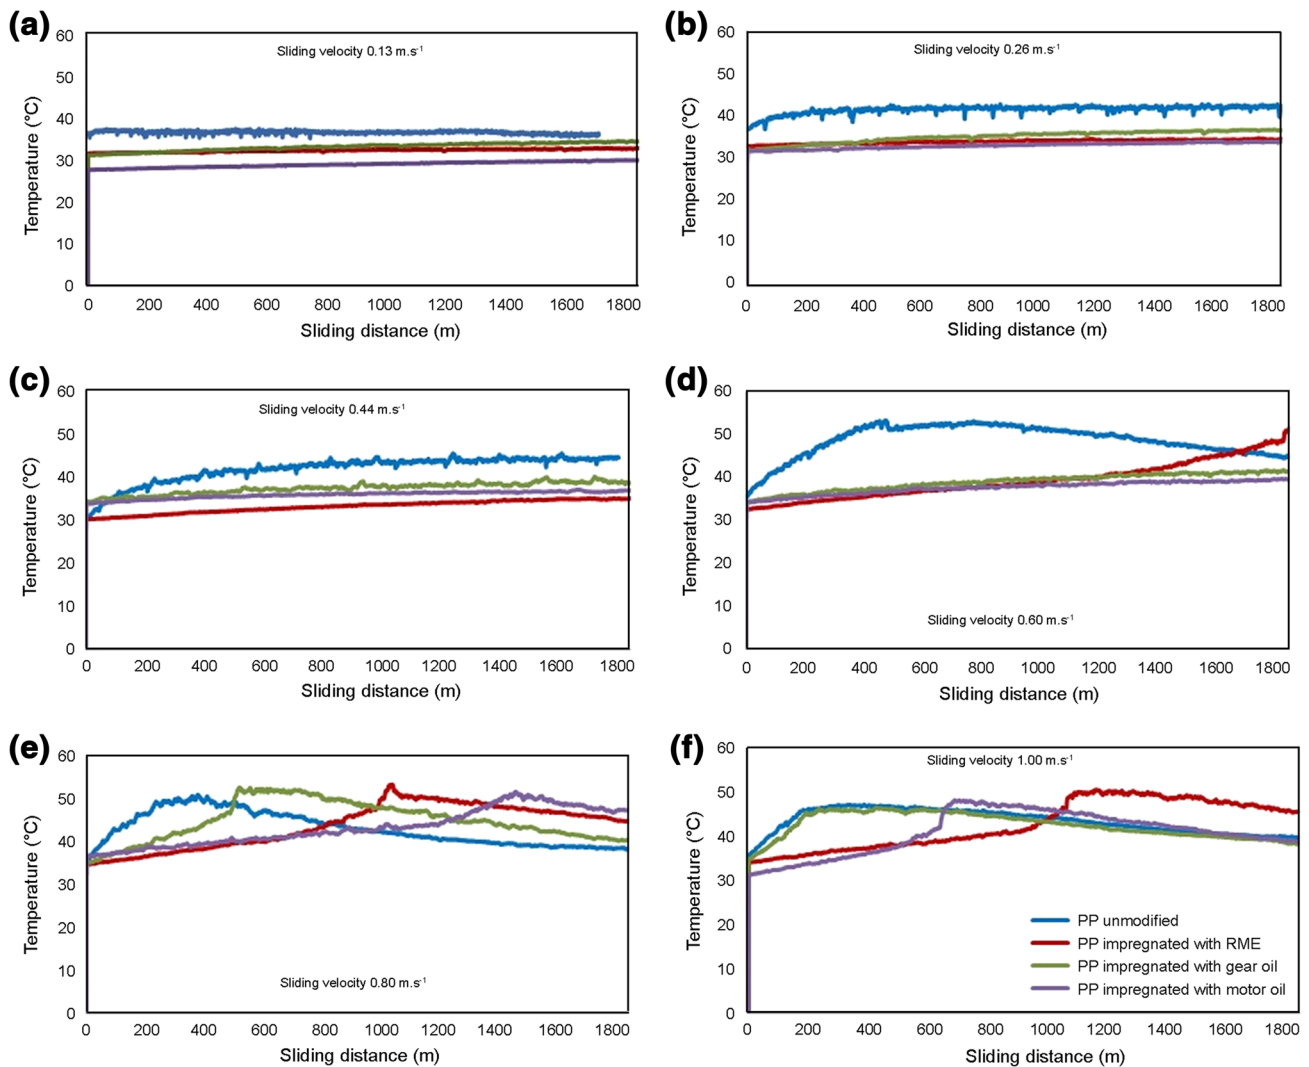 (a)
Sliding velocity 0.13 m.s-1
Temperature (°C)
60
50
40
30
20
10
0
0 200 400 600 800 1000 1200 1400 1600 1800
Sliding distance (m)
(b)
Sliding velocity 0.26 m.s-1
Temperature (°C)
60
50
40
30
20
10
0
0 200 400 600 800 1000 1200 1400 1600 1800
Sliding distance (m)
(c)
Sliding velocity 0.44 m.s-1
Temperature (°C)
60
50
40
30
20
10
0
0 200 400 600 800 1000 1200 1400 1600 1800
Sliding distance (m)
(d)
Temperature (°C)
60
50
40
30
20
10
0
Sliding velocity 0.60 m.s-1
0 200 400 600 800 1000 1200 1400 1600 1800
Sliding distance (m)
(e)
Temperature (°C)
60
50
40
30
20
10
0
Sliding velocity 0.80 m.s-1
0 200 400 600 800 1000 1200 1400 1600 1800
Sliding distance (m)
(f)
Sliding velocity 1.00 m.s-1
Temperature (°C)
60
50
40
30
20
10
0
PP unmodified
PP impregnated with RME
PP impregnated with gear oil
PP impregnated with motor oil
0 200 400 600 800 1000 1200 1400 1600 1800
Sliding distance (m)